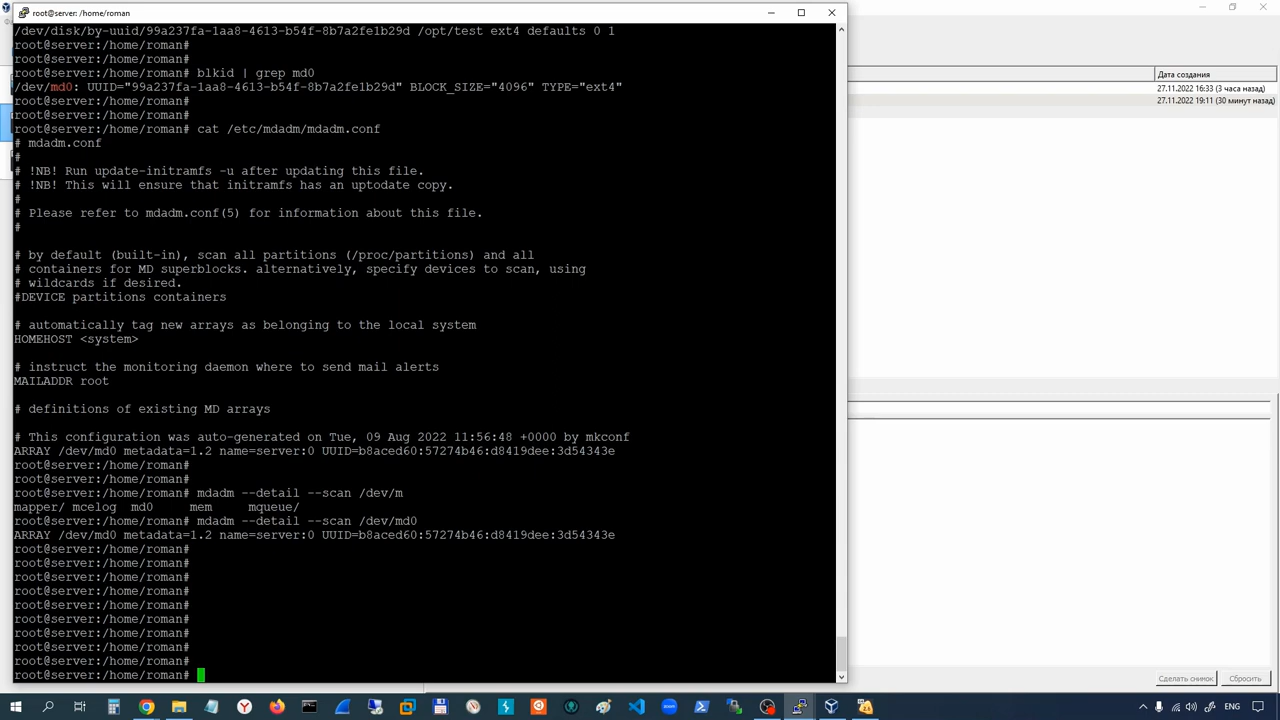 root@server: /home/roman
/dev/disk/by-uuid/99a237fa-1aa8-4613-b54f-8b7a2fe1b29d /opt/test ext4 defaults 0 1
root@server:/home/roman#
root@server:/home/roman#
root@server:/home/roman# blkid | grep md0
/dev/md0: UUID="99a237fa-1aa8-4613-b54f-8b7a2fe1b29d" BLOCK_SIZE="4096" TYPE="ext4"
root@server:/home/roman#
root@server:/home/roman#
root@server:/home/roman# cat /etc/mdadm/mdadm.conf
# mdadm.conf
#
# !NB! Run update-initramfs -u after updating this file.
# !NB! This will ensure that initramfs has an uptodate copy.
#
# Please refer to mdadm.conf(5) for information about this file.
#
# by default (built-in), scan all partitions (/proc/partitions) and all
# containers for MD superblocks. alternatively, specify devices to scan, using
# wildcards if desired.
#DEVICE partitions containers
# automatically tag new arrays as belonging to the local system
HOMEHOST <system>
# instruct the monitoring daemon where to send mail alerts
MAILADDR root
# definitions of existing MD arrays
# This configuration was auto-generated on Tue, 09 Aug 2022 11:56:48 +0000 by mkconf
ARRAY /dev/md0 metadata=1.2 name=server:0 UUID=b8aced60:57274b46:d8419dee:3d54343e
root@server:/home/roman#
root@server:/home/roman#
root@server:/home/roman# mdadm --detail --scan /dev/m
mapper/ mcelog md0 mem mqueue/
root@server:/home/roman# mdadm --detail --scan /dev/md0
ARRAY /dev/md0 metadata=1.2 name=server:0 UUID=b8aced60:57274b46:d8419dee:3d54343e
root@server:/home/roman#
root@server:/home/roman#
root@server:/home/roman#
root@server:/home/roman#
root@server:/home/roman#
root@server:/home/roman#
root@server:/home/roman#
root@server:/home/roman#
root@server:/home/roman#
root@server:/home/roman#
Дата создания
27.11.2022 16:33 (3 часа назад)
27.11.2022 19:11 (30 минут назад)
Сделать снимок
Сбросить
ENG